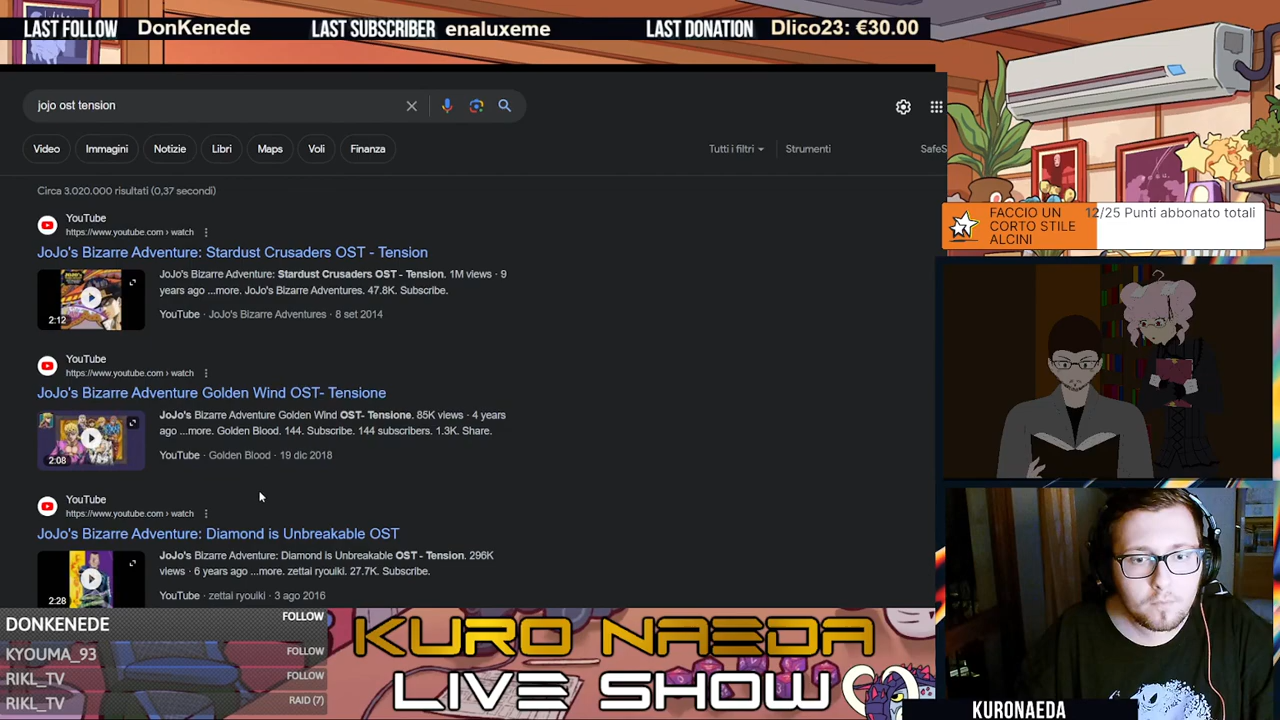 LAST FOLLOW DonKenede LAST SUBSCRIBER enaluxeme LAST DONATION Dlico23: €30.00
jojo ost tension
Video Immagini Notizie Libri Maps Voli Finanza Tutti i filtri Strumenti SafeS
Circa 3.020.000 risultati (0,37 secondi)
YouTube
https://www.youtube.com › watch
JoJo's Bizarre Adventure: Stardust Crusaders OST - Tension
JoJo's Bizarre Adventure: Stardust Crusaders OST - Tension. 1M views · 9
years ago ...more. JoJo's Bizarre Adventures. 47.8K. Subscribe.
2:12
YouTube · JoJo's Bizarre Adventures · 8 set 2014
YouTube
https://www.youtube.com › watch
JoJo's Bizarre Adventure Golden Wind OST- Tensione
JoJo's Bizarre Adventure Golden Wind OST- Tensione. 85K views · 4 years
ago ...more. Golden Blood. 144. Subscribe. 144 subscribers. 1.3K. Share.
2:08
YouTube · Golden Blood · 19 dic 2018
YouTube
https://www.youtube.com › watch
JoJo's Bizarre Adventure: Diamond is Unbreakable OST
JoJo's Bizarre Adventure: Diamond is Unbreakable OST - Tension. 296K
views · 6 years ago ...more. zettai ryouiki. 27.7K. Subscribe.
2:28
YouTube · zettai ryouiki · 3 ago 2016
FACCIO UN
CORTO STILE
ALCINI
12/25 Punti abbonato totali
DONKENEDE FOLLOW
KYOUMA_93 FOLLOW
RIKL_TV FOLLOW
RIKL_TV RAID (7)
KURO NAEDA
LIVE SHOW
KURONAEDA